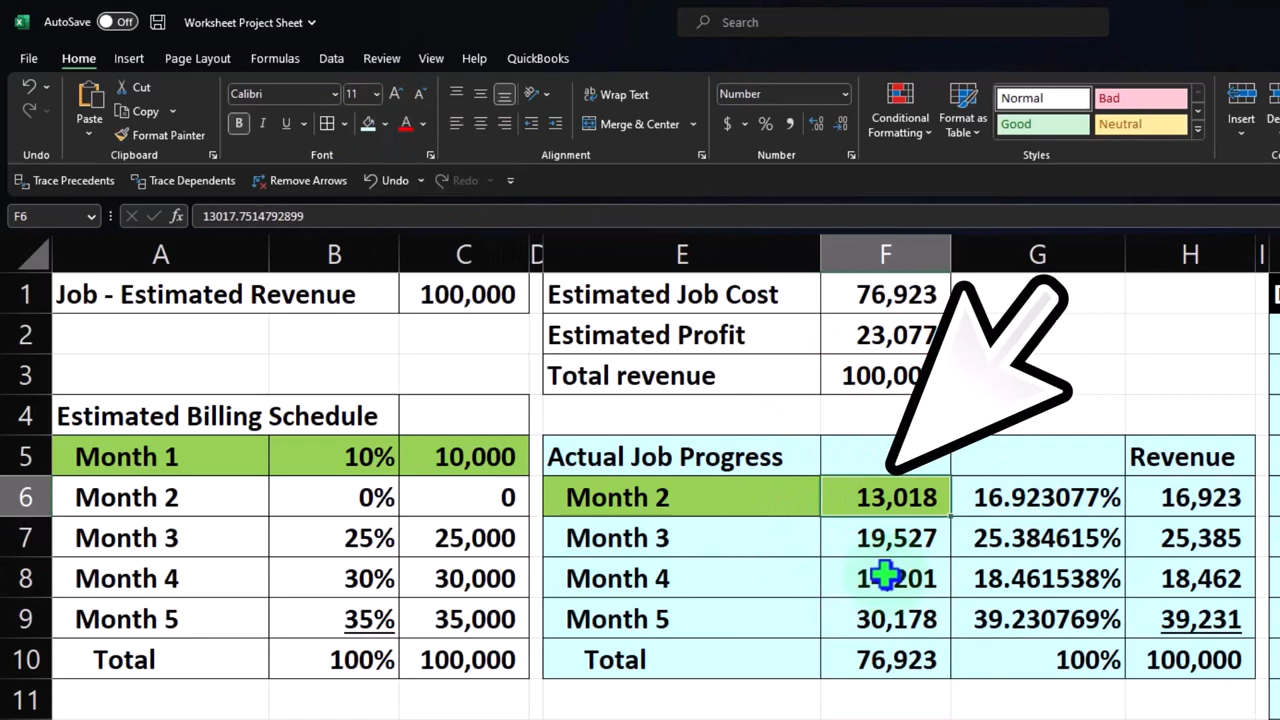 AutoSave Off Worksheet Project Sheet Search
File Home Insert Page Layout Formulas Data Review View Help QuickBooks
Cut
Copy
Format Painter
Paste
Calibri 11
B I U A
Wrap Text
Merge & Center
Number
$ % ,
Conditional Formatting
Format as Table
Normal Bad
Good Neutral
Insert
Undo Clipboard Font Alignment Number Styles
Trace Precedents Trace Dependents Remove Arrows Undo Redo
F6 fx 13017.7514792899
A B C D E F G H I
1 Job - Estimated Revenue 100,000 Estimated Job Cost 76,923
2 Estimated Profit 23,077
3 Total revenue
4 Estimated Billing Schedule
5 Month 1 10% 10,000 Actual Job Progress Revenue
6 Month 2 0% 0 Month 2 13,018 16.923077% 16,923
7 Month 3 25% 25,000 Month 3 19,527 25.384615% 25,385
8 Month 4 30% 30,000 Month 4 18.461538% 18,462
9 Month 5 35% 35,000 Month 5 30,178 39.230769% 39,231
10 Total 100% 100,000 Total 76,923 100% 100,000
11